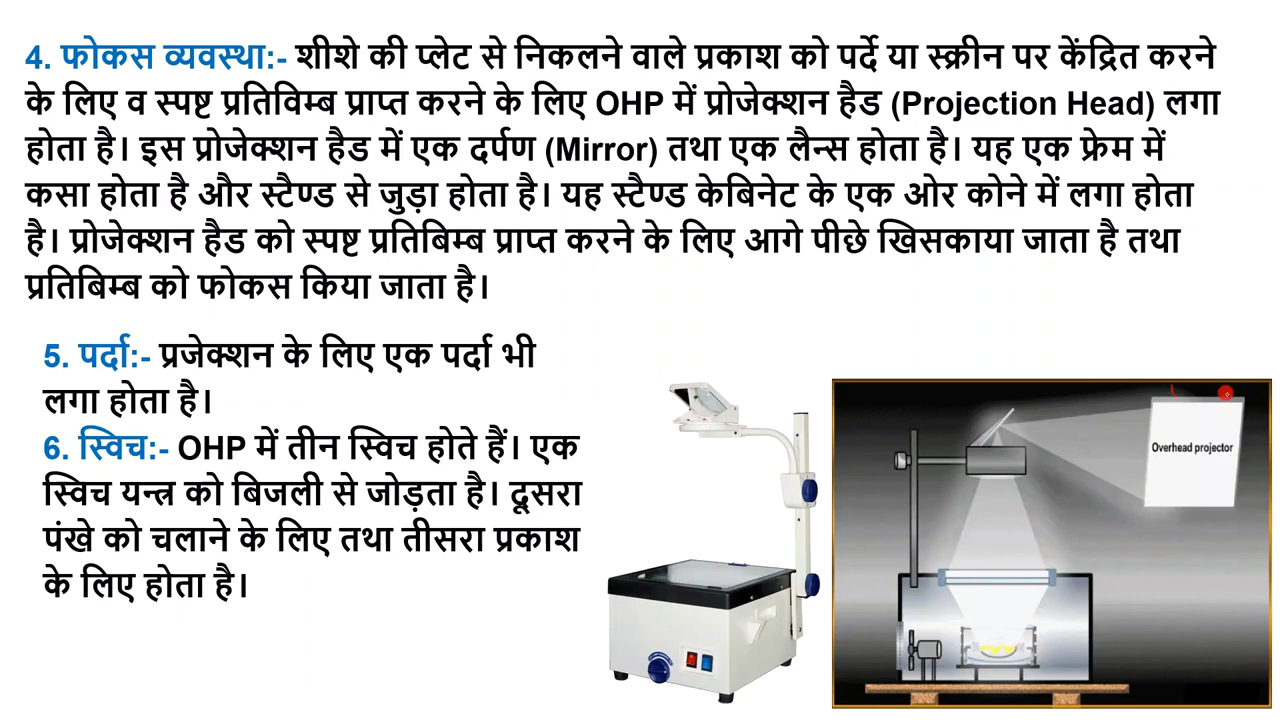 4. फोकस व्यवस्था:- शीशे की प्लेट से निकलने वाले प्रकाश को पर्दे या स्क्रीन पर केंद्रित करने
के लिए व स्पष्ट प्रतिविम्ब प्राप्त करने के लिए OHP में प्रोजेक्शन हैड (Projection Head) लगा
होता है। इस प्रोजेक्शन हैड में एक दर्पण (Mirror) तथा एक लैन्स होता है। यह एक फ्रेम में
कसा होता है और स्टैण्ड से जुड़ा होता है। यह स्टैण्ड केबिनेट के एक ओर कोने में लगा होता
है। प्रोजेक्शन हैड को स्पष्ट प्रतिबिम्ब प्राप्त करने के लिए आगे पीछे खिसकाया जाता है तथा
प्रतिबिम्ब को फोकस किया जाता है।
5. पर्दा:- प्रजेक्शन के लिए एक पर्दा भी
लगा होता है।
6. स्विच:- OHP में तीन स्विच होते हैं। एक
स्विच यन्त्र को बिजली से जोड़ता है। दूसरा
पंखे को चलाने के लिए तथा तीसरा प्रकाश
के लिए होता है।
Overhead projector